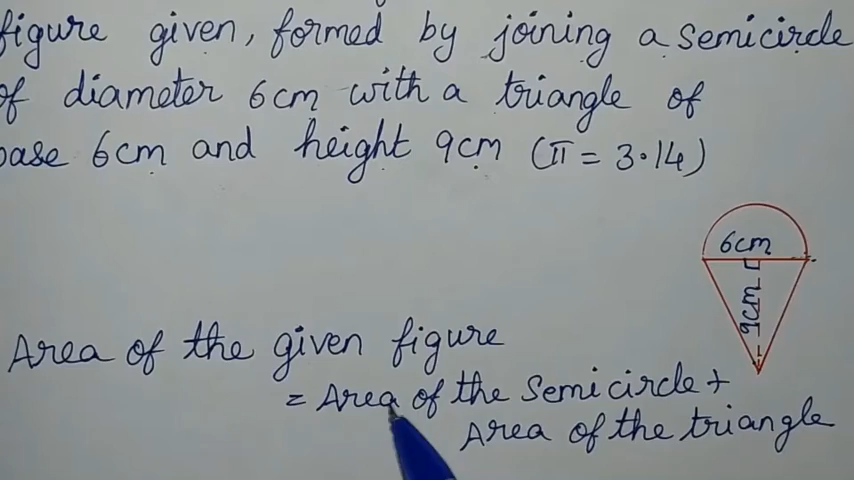 figure given, formed by joining a semicircle
of diameter 6cm with a triangle of
base 6cm and height 9cm (π = 3.14)
6cm
9cm
Area of the given figure
= Area of the Semicircle +
Area of the triangle